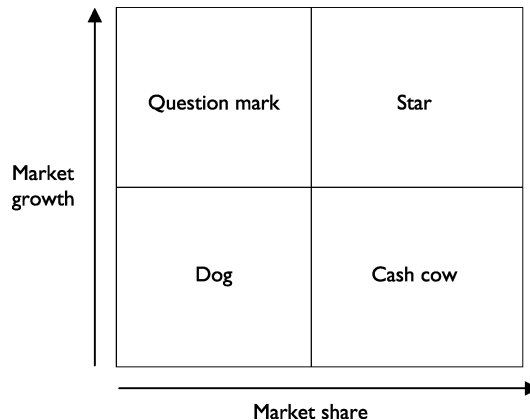 Question mark
Star
Market
growth
Dog
Cash cow
Market share